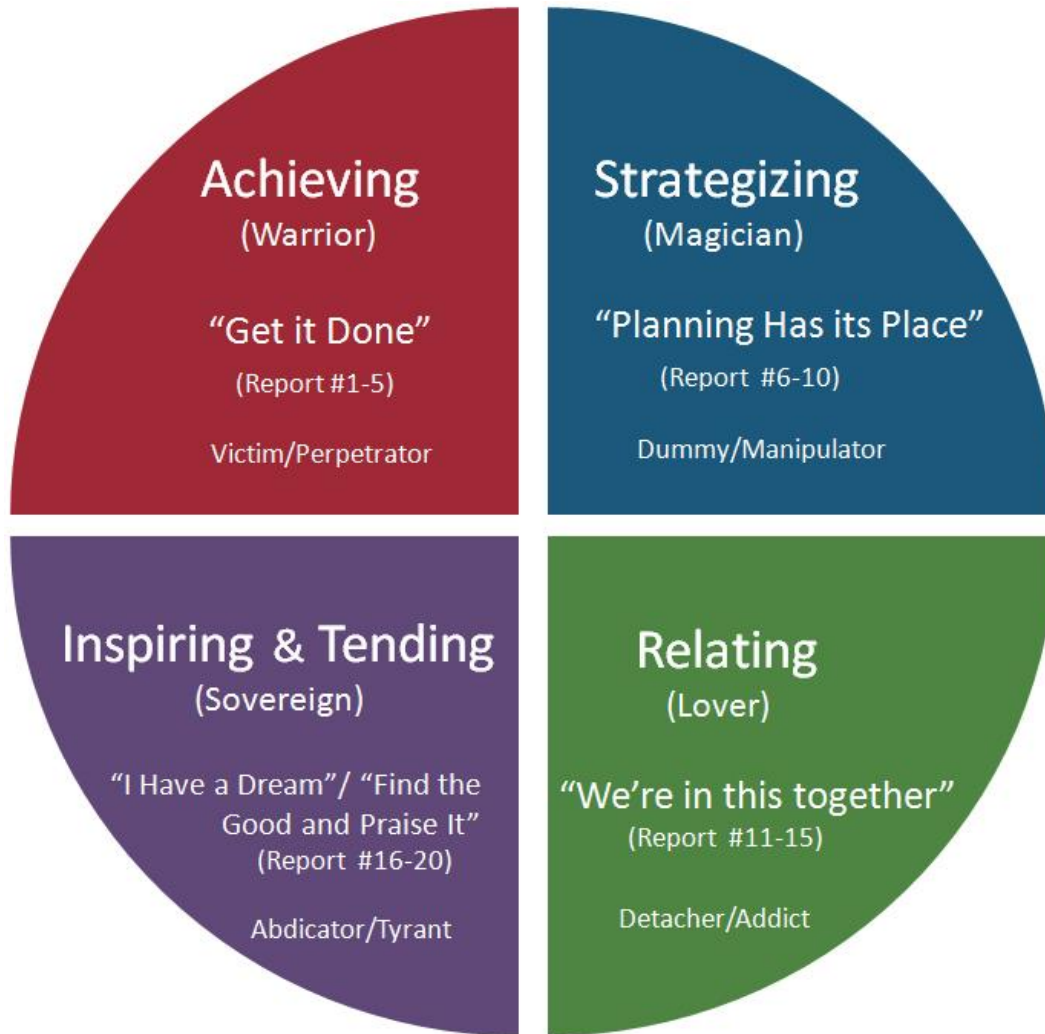 Achieving
(Warrior)
“Get it Done”
(Report #1-5)
Victim/Perpetrator
Strategizing
(Magician)
“Planning Has its Place”
(Report #6-10)
Dummy/Manipulator
Inspiring & Tending
(Sovereign)
“I Have a Dream”/ “Find the
Good and Praise It”
(Report #16-20)
Abdicator/Tyrant
Relating
(Lover)
“We’re in this together”
(Report #11-15)
Detacher/Addict